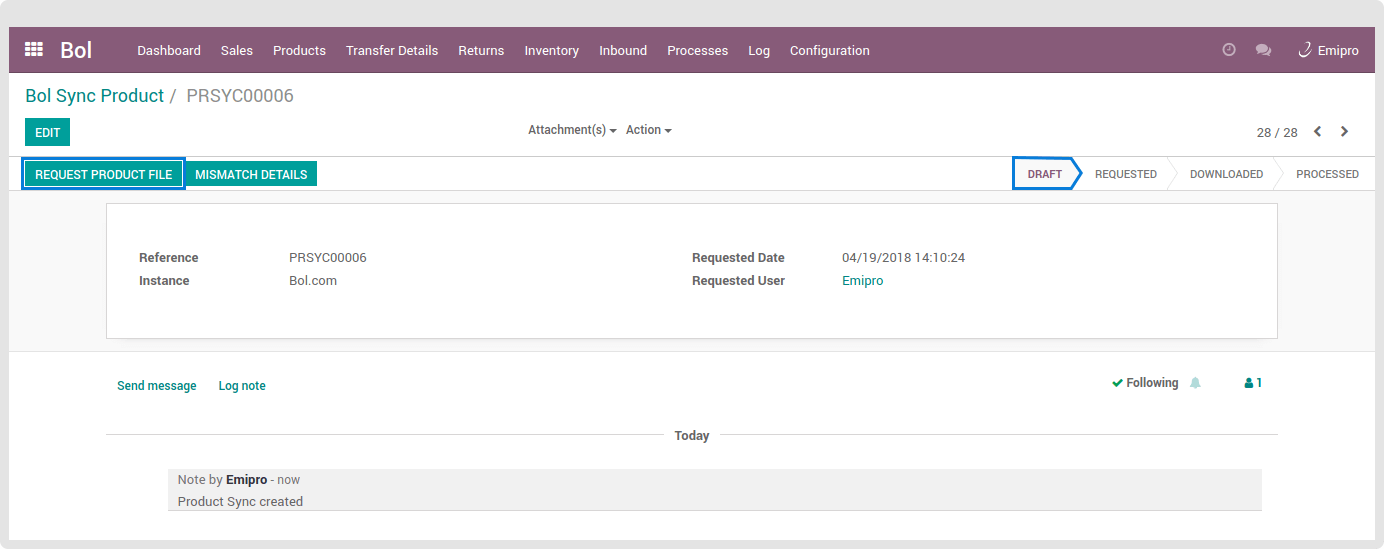 Bol Dashboard Sales Products Transfer Details Returns Inventory Inbound Processes Log Configuration Emipro
Bol Sync Product / PRSYC00006
EDIT Attachment(s) Action 28 / 28
REQUEST PRODUCT FILE MISMATCH DETAILS DRAFT REQUESTED DOWNLOADED PROCESSED
Reference PRSYC00006 Requested Date 04/19/2018 14:10:24
Instance Bol.com Requested User Emipro
Send message Log note Following 1
Today
Note by Emipro - now
Product Sync created